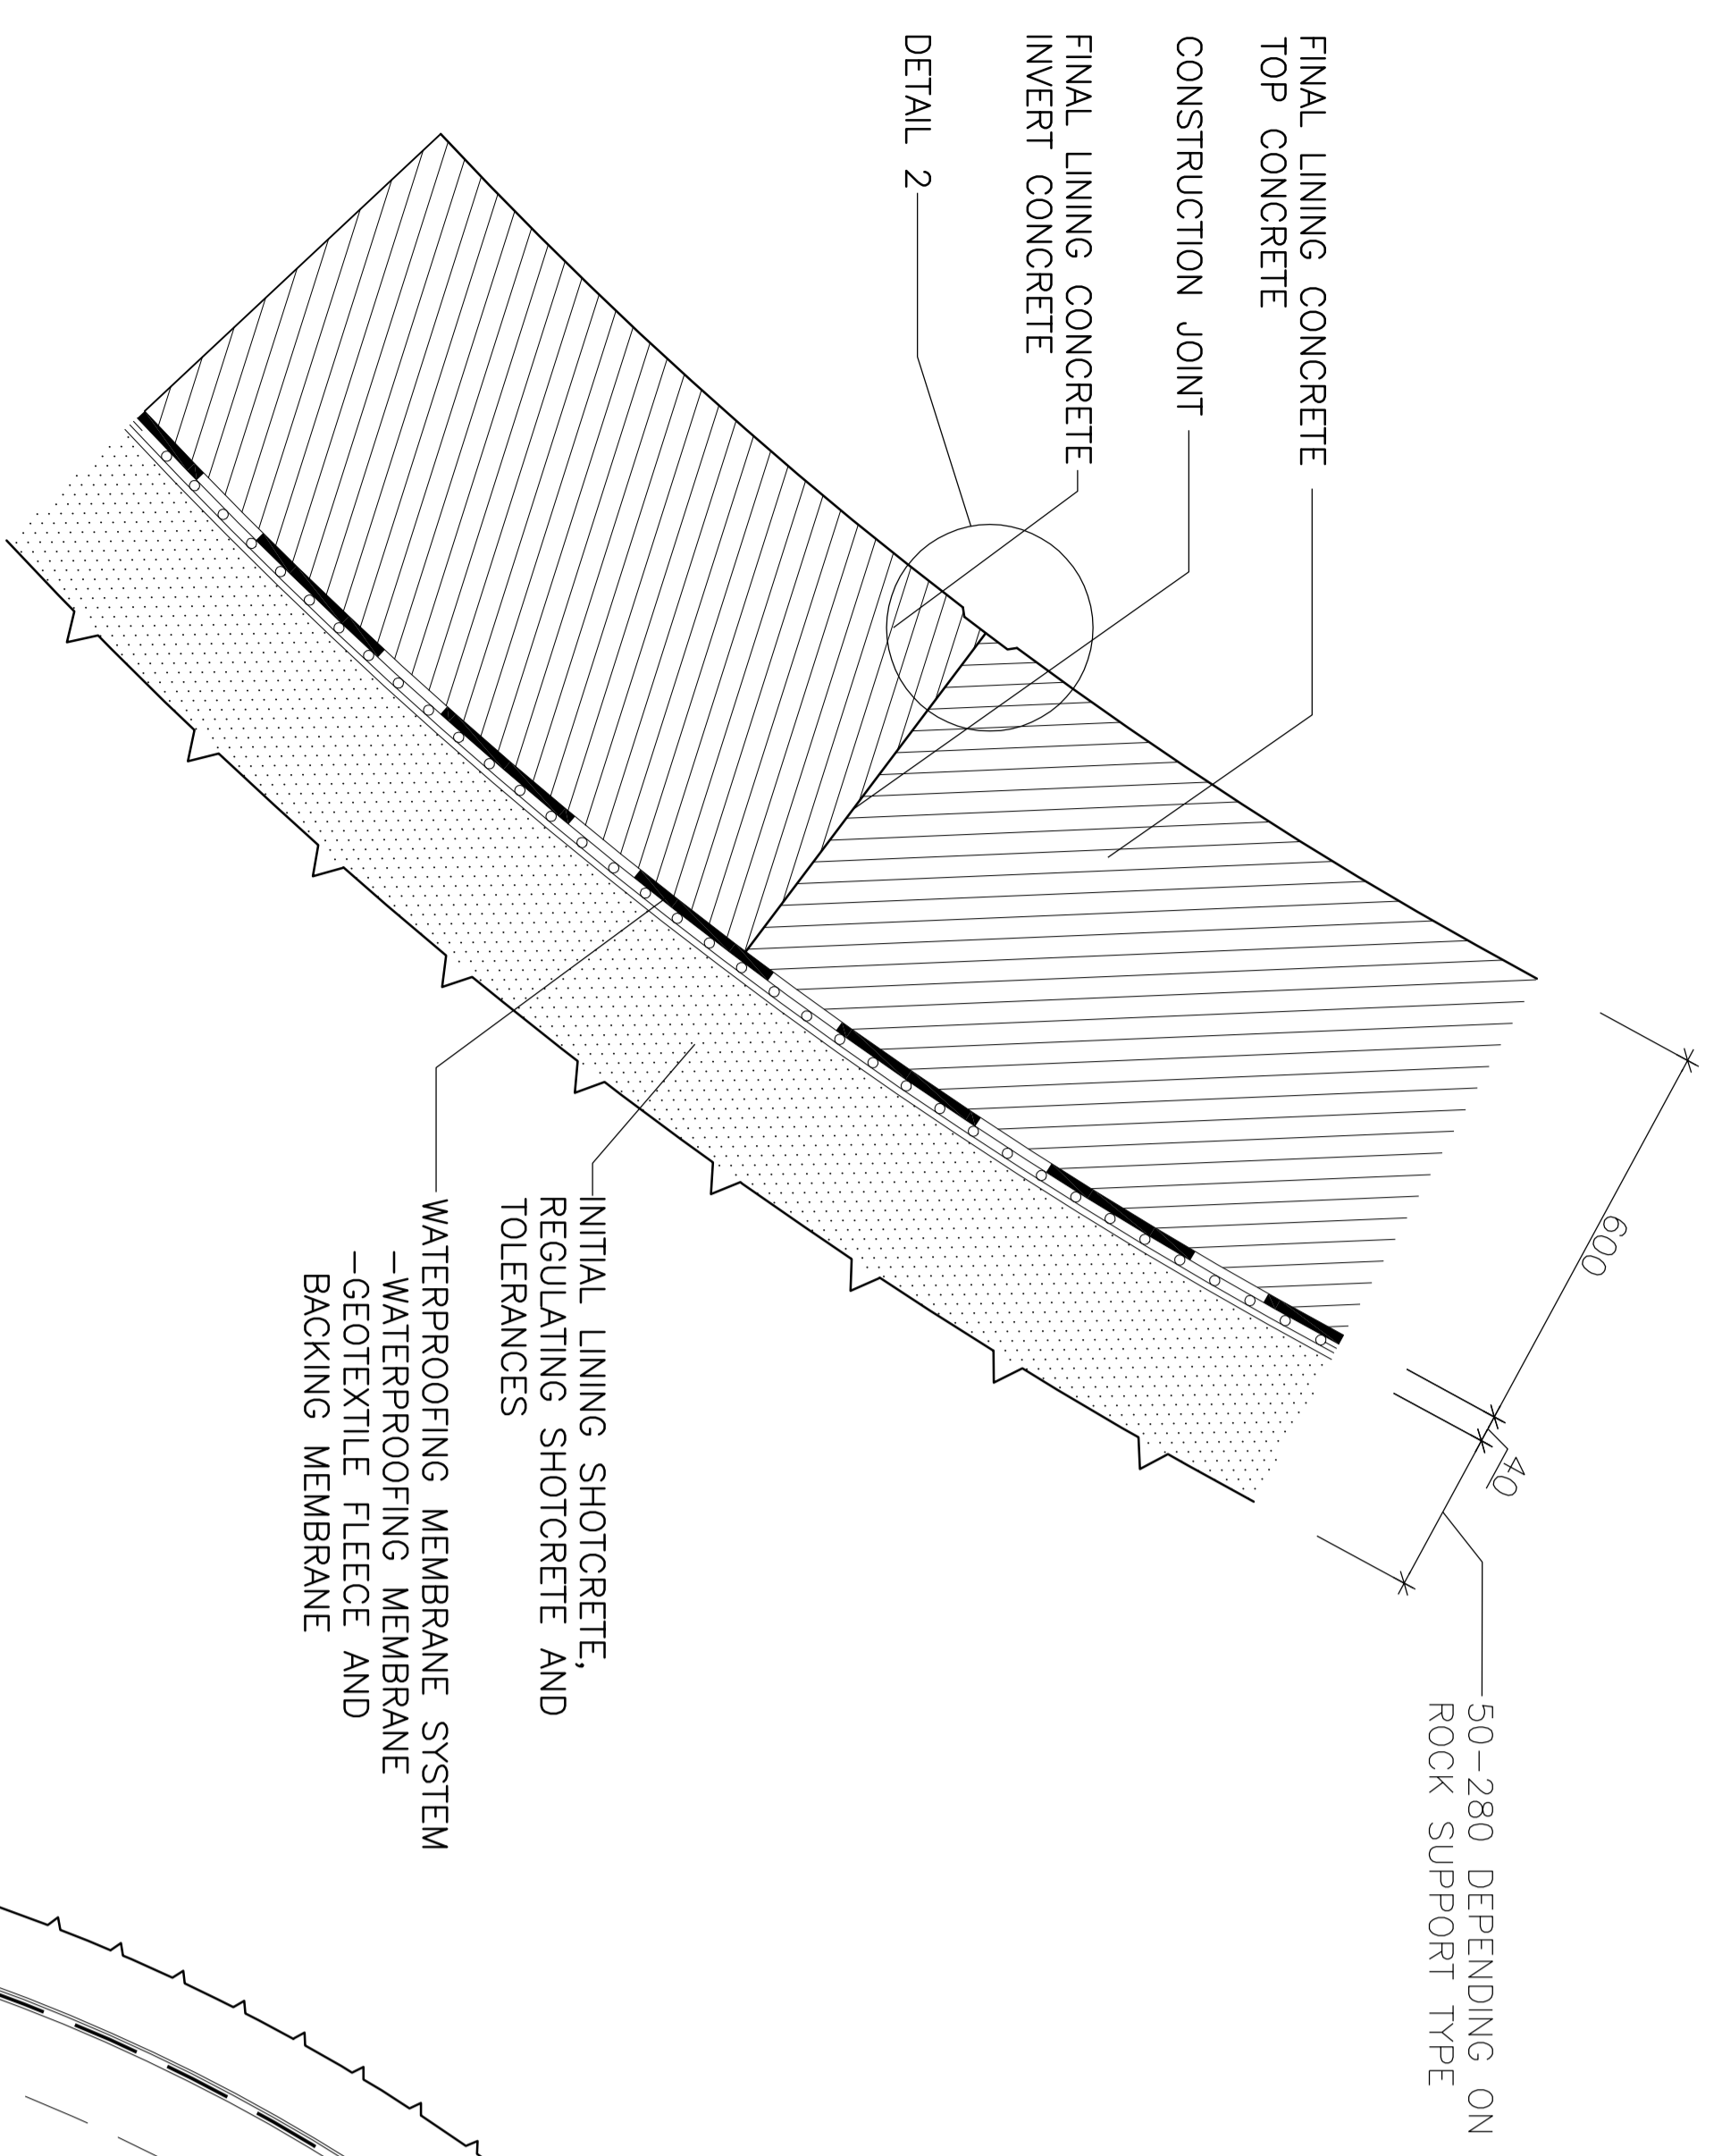 FINAL LINING CONCRETE
TOP CONCRETE
CONSTRUCTION JOINT
FINAL LINING CONCRETE
INVERT CONCRETE
DETAIL 2
600
40
50-280 DEPENDING ON
ROCK SUPPORT TYPE
INITIAL LINING SHOTCRETE,
REGULATING SHOTCRETE AND
TOLERANCES
WATERPROOFING MEMBRANE SYSTEM
-WATERPROOFING MEMBRANE
-GEOTEXTILE FLEECE AND
BACKING MEMBRANE